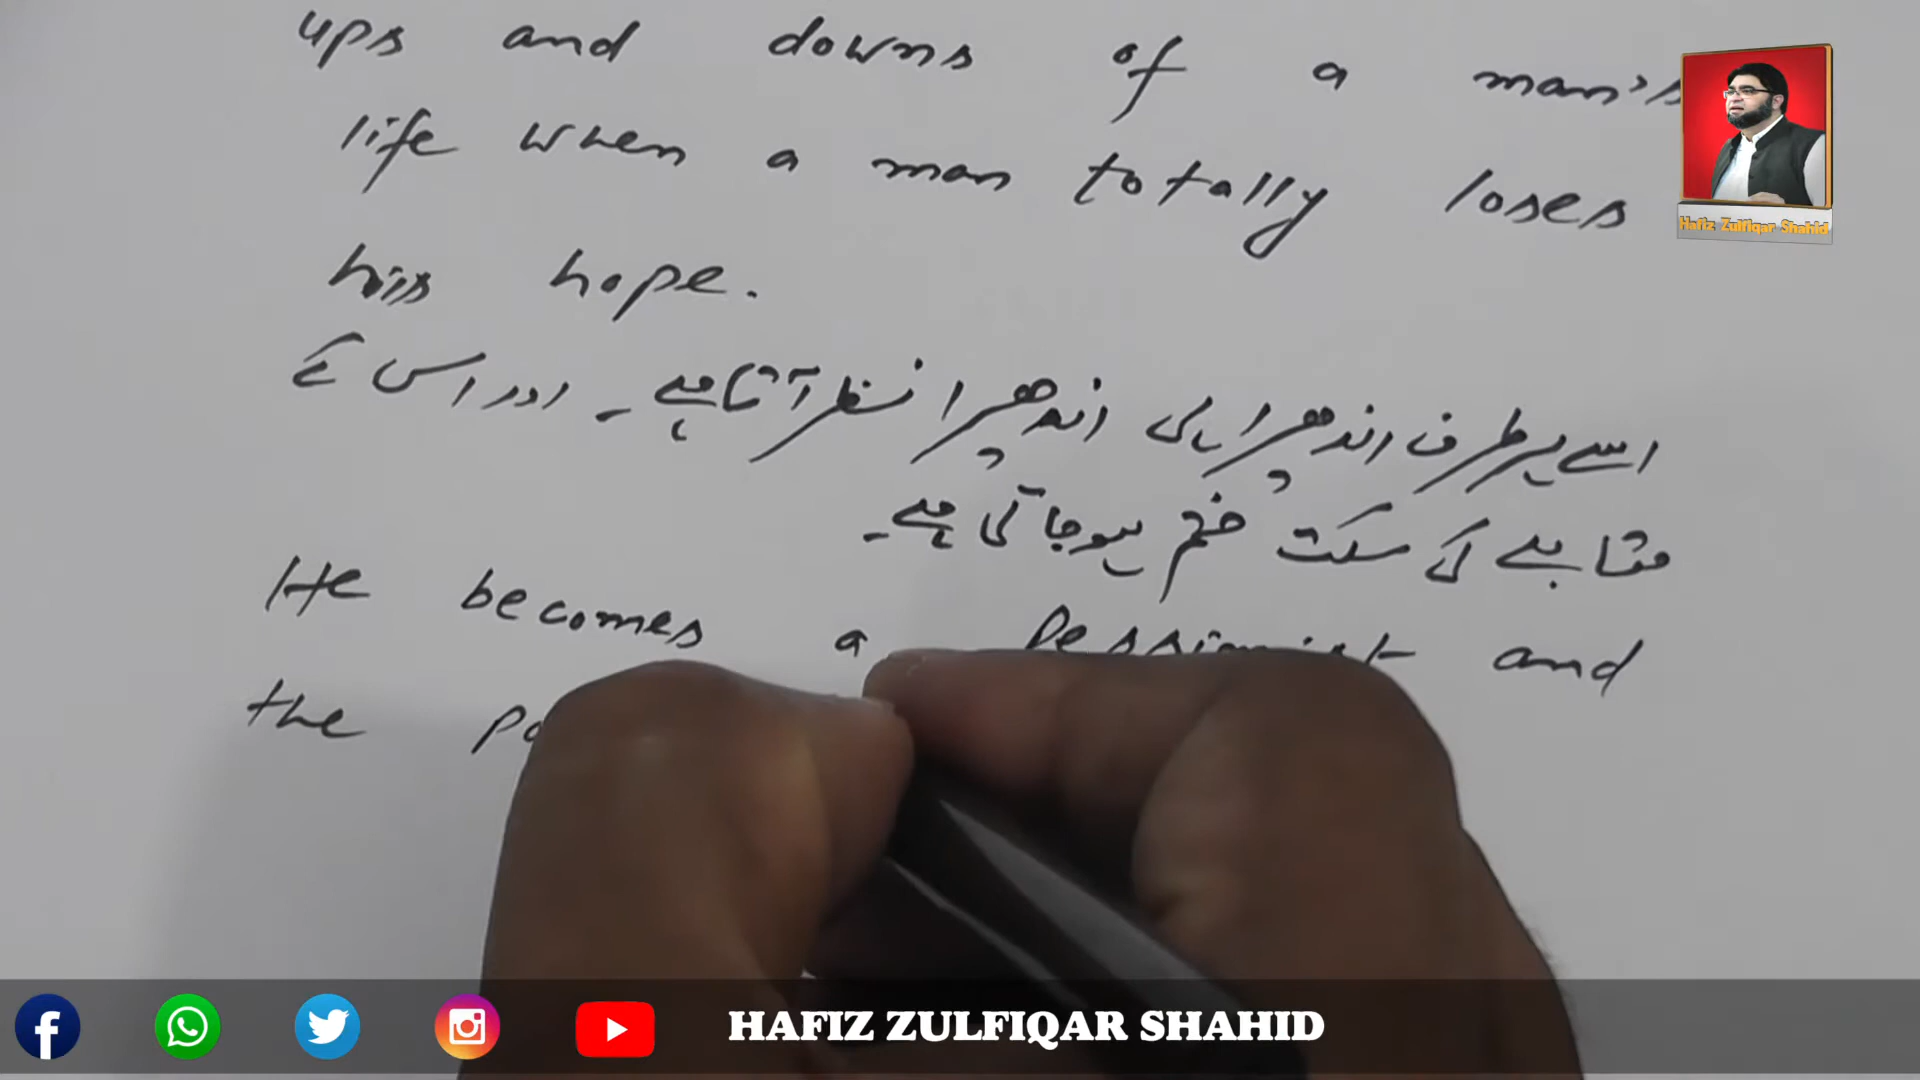 ups and downs of a man's
life when a man totally loses
his hope.
اسے ہر طرف اندھیرا ہی اندھیرا نظر آتا ہے۔ اور اس کے
مقابلے کی سکت ختم ہو جاتی ہے۔
He becomes a Pessimist and
the
Hafiz Zulfiqar Shahid
HAFIZ ZULFIQAR SHAHID